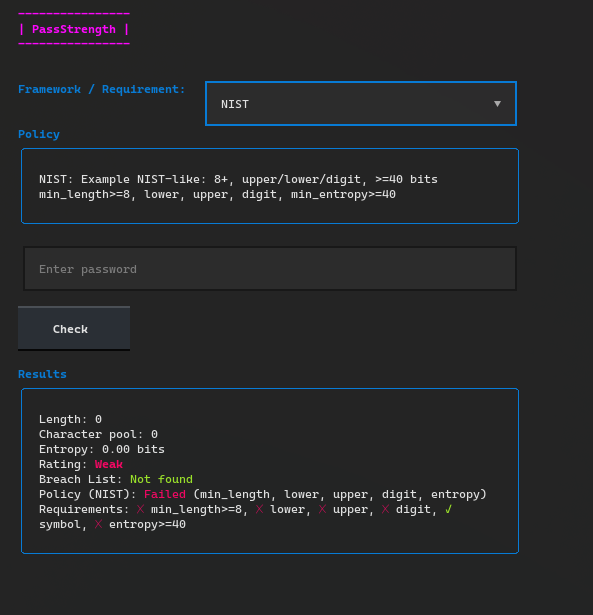 ----------------
| PassStrength |
----------------
Framework / Requirement:
NIST ▼
Policy
NIST: Example NIST-like: 8+, upper/lower/digit, >=40 bits
min_length>=8, lower, upper, digit, min_entropy>=40
Enter password
Check
Results
Length: 0
Character pool: 0
Entropy: 0.00 bits
Rating: Weak
Breach List: Not found
Policy (NIST): Failed (min_length, lower, upper, digit, entropy)
Requirements: ✗ min_length>=8, ✗ lower, ✗ upper, ✗ digit, ✓
symbol, ✗ entropy>=40